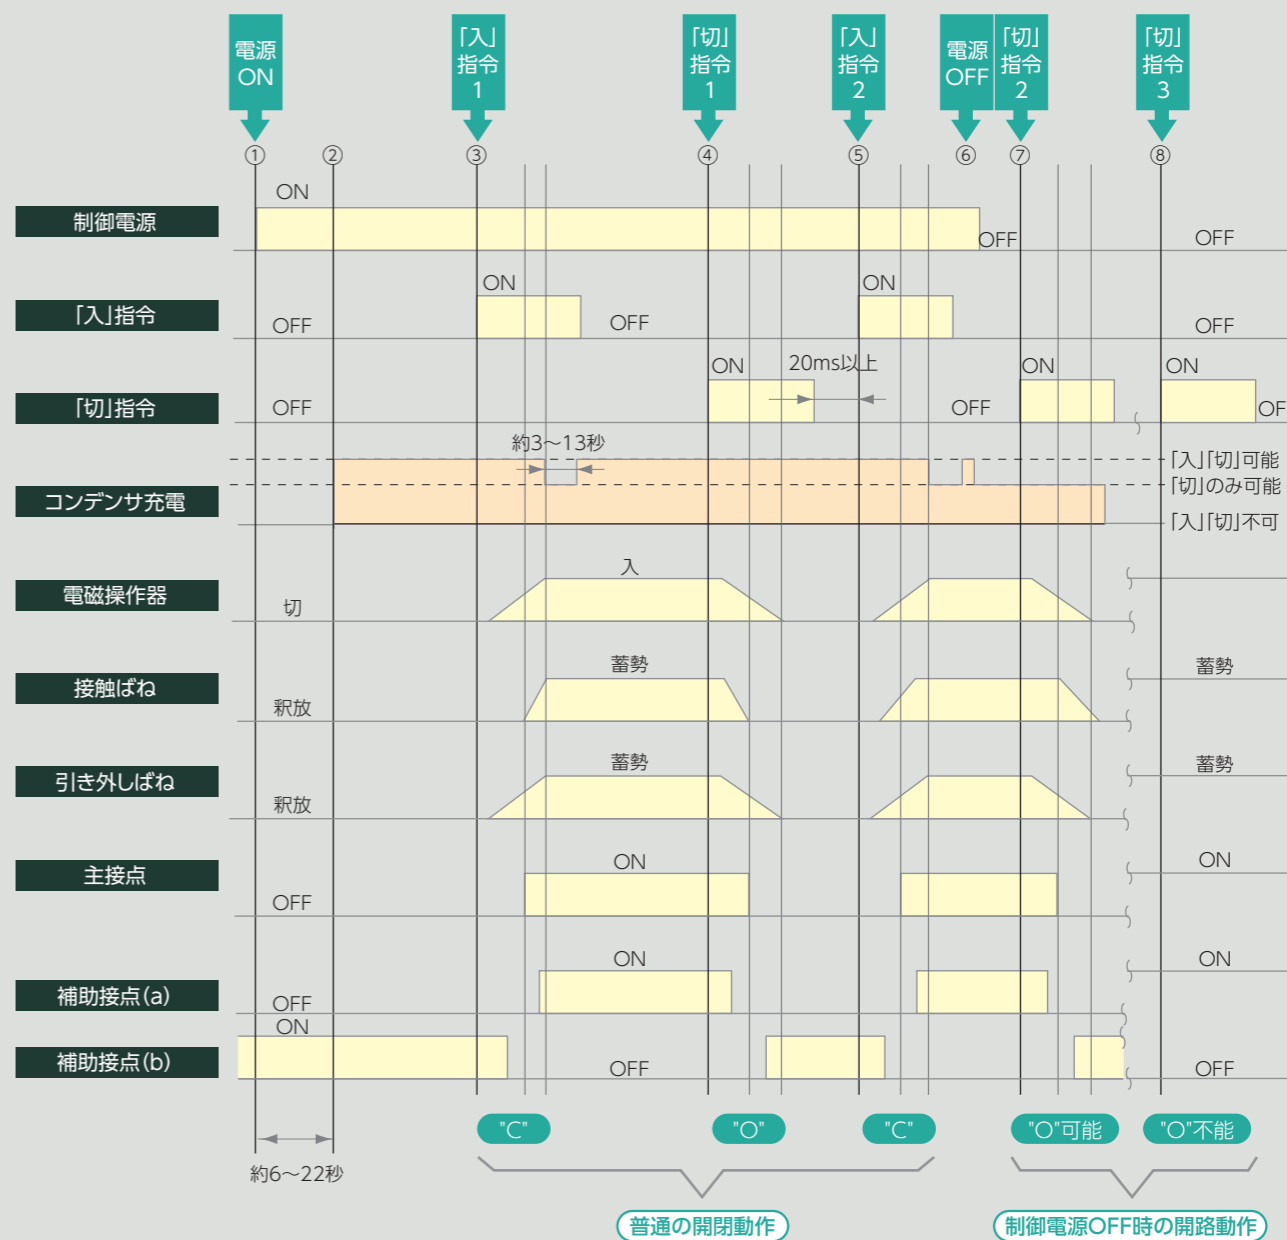 電源
ON
「入」
指令
1
「切」
指令
1
「入」
指令
2
電源
OFF
「切」
指令
2
「切」
指令
3
① ② ③ ④ ⑤ ⑥ ⑦ ⑧
制御電源
ON
OFF
OFF
「入」指令
OFF
ON
OFF
ON
OFF
「切」指令
OFF
ON
20ms以上
OFF
ON
ON
OF
コンデンサ充電
約3〜13秒
「入」「切」可能
「切」のみ可能
「入」「切」不可
電磁操作器
切
入
接触ばね
釈放
蓄勢
蓄勢
引き外しばね
釈放
蓄勢
蓄勢
主接点
OFF
ON
ON
補助接点(a)
OFF
ON
ON
補助接点(b)
ON
OFF
OFF
約6〜22秒
"C"
"O"
"C"
"O"可能
"O"不能
普通の開閉動作
制御電源OFF時の開路動作